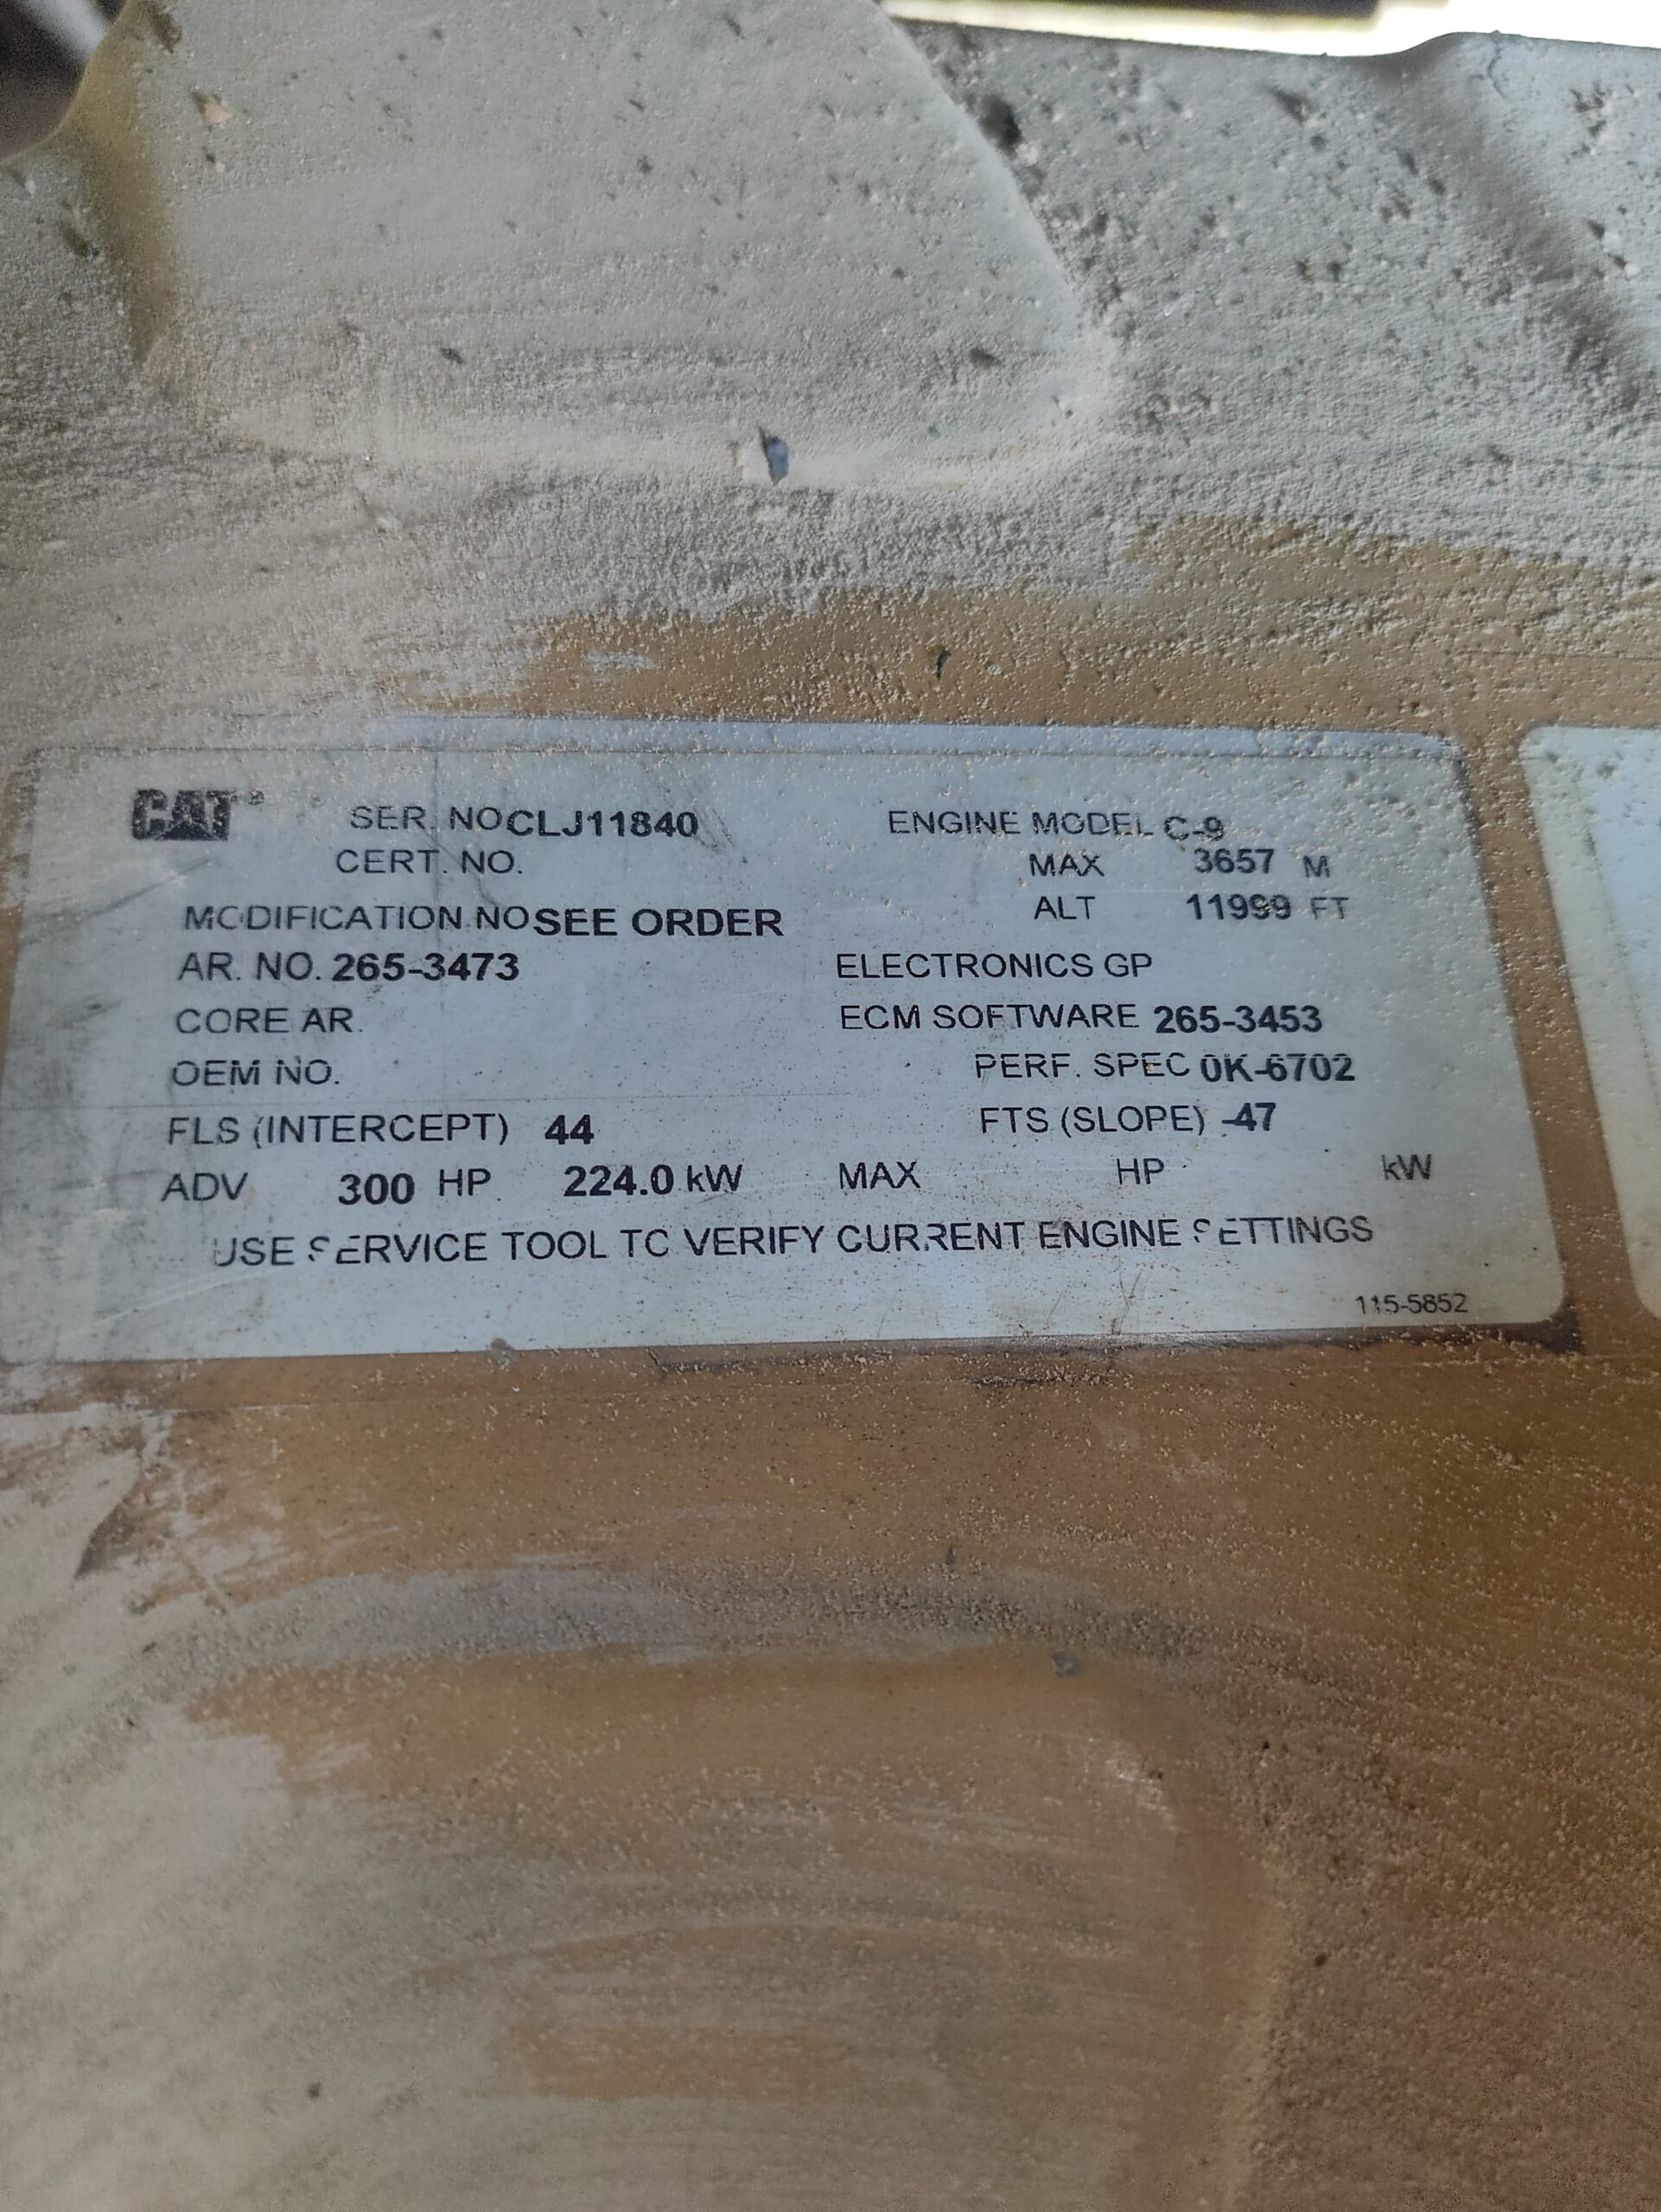 CAT® SER. NO CLJ11840 ENGINE MODEL C-9
CERT. NO. MAX 3657 M
MODIFICATION NO SEE ORDER ALT 11999 FT
AR. NO. 265-3473 ELECTRONICS GP
CORE AR. ECM SOFTWARE 265-3453
OEM NO. PERF. SPEC 0K-6702
FLS (INTERCEPT) 44 FTS (SLOPE) -47
ADV 300 HP 224.0 kW MAX HP kW
USE SERVICE TOOL TO VERIFY CURRENT ENGINE SETTINGS
115-5852